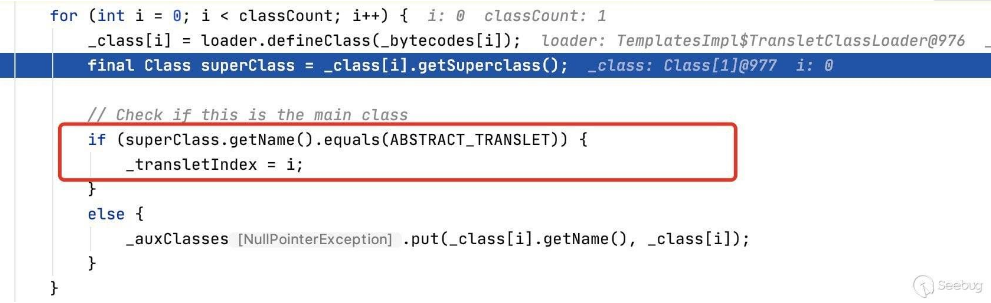 for (int i = 0; i < classCount; i++) { i: 0 classCount: 1
_class[i] = loader.defineClass(_bytecodes[i]); loader: TemplatesImpl$TransletClassLoader@976 _
final Class superClass = _class[i].getSuperclass(); _class: Class[1]@977 i: 0
// Check if this is the main class
if (superClass.getName().equals(ABSTRACT_TRANSLET)) {
_transletIndex = i;
}
else {
_auxClasses [NullPointerException] .put(_class[i].getName(), _class[i]);
}
}
Seebug